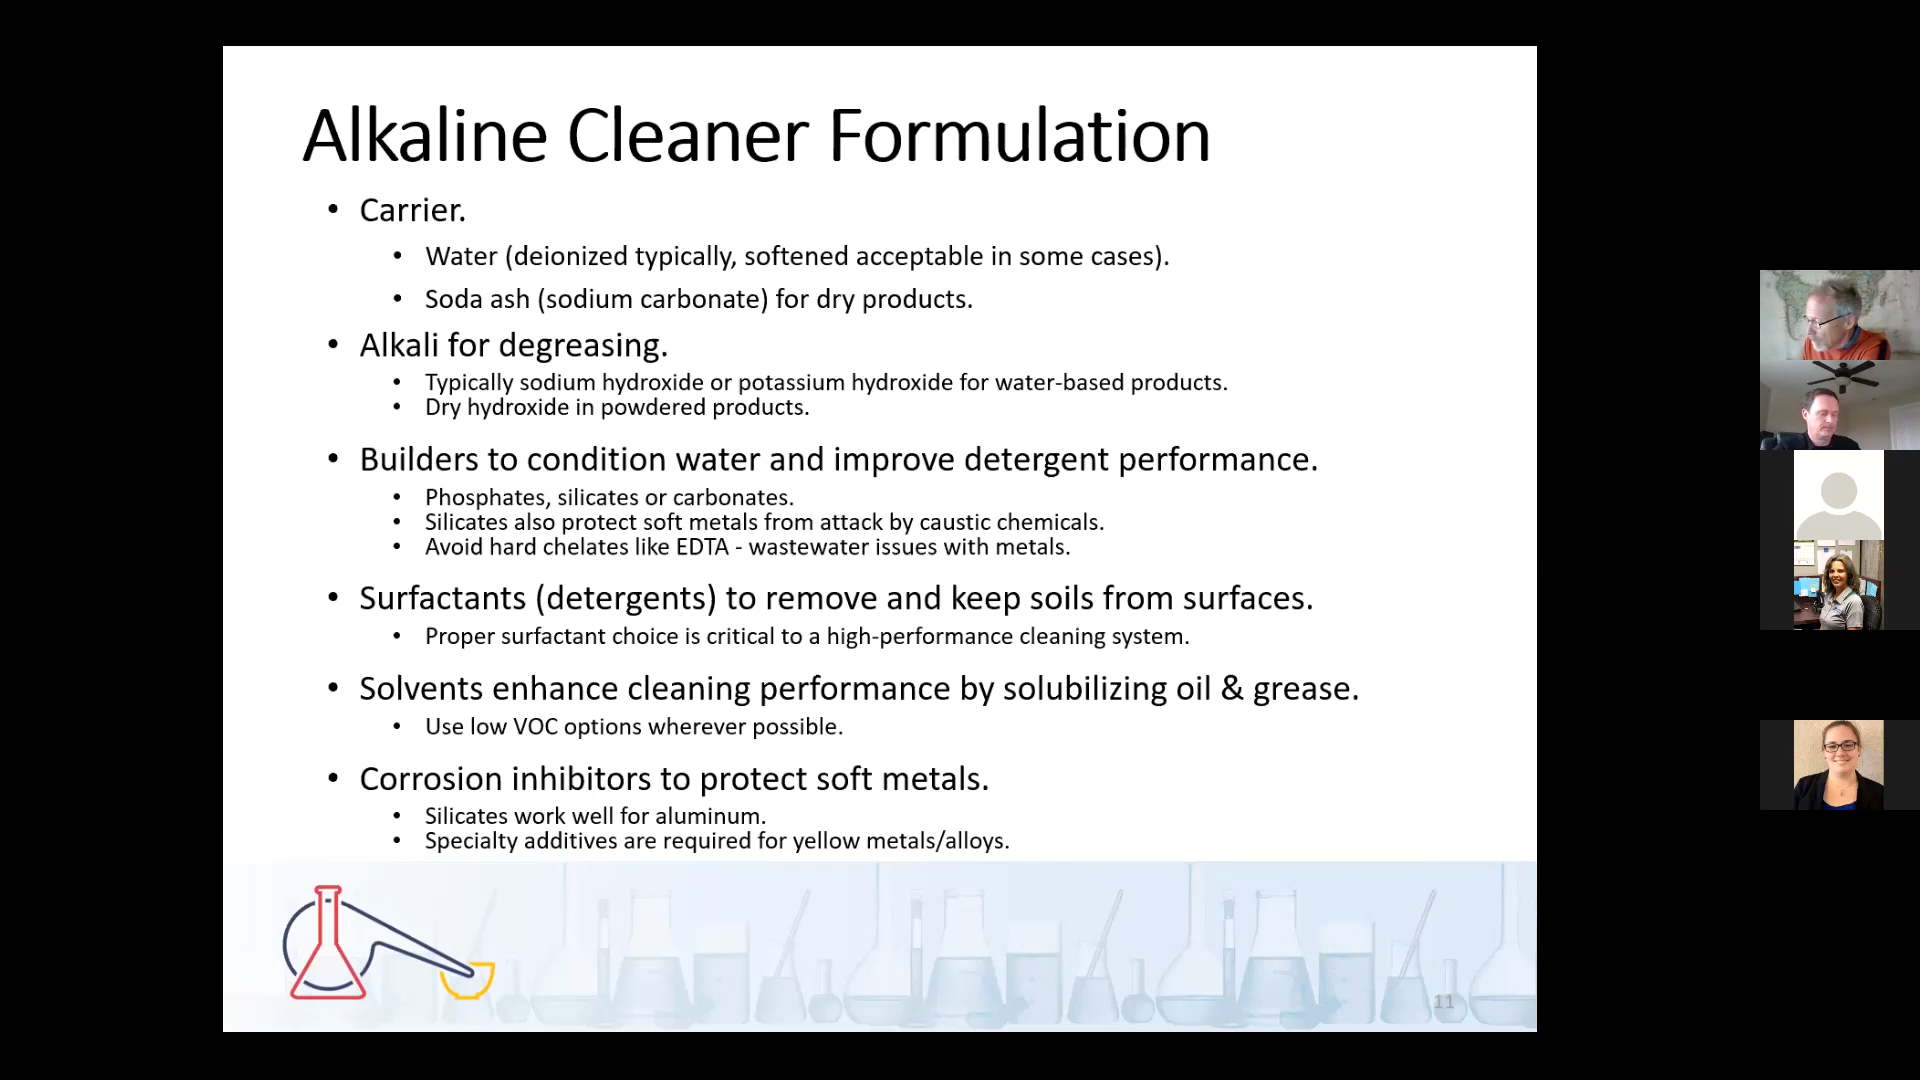 Alkaline Cleaner Formulation
• Carrier.
• Water (deionized typically, softened acceptable in some cases).
• Soda ash (sodium carbonate) for dry products.
• Alkali for degreasing.
• Typically sodium hydroxide or potassium hydroxide for water-based products.
• Dry hydroxide in powdered products.
• Builders to condition water and improve detergent performance.
• Phosphates, silicates or carbonates.
• Silicates also protect soft metals from attack by caustic chemicals.
• Avoid hard chelates like EDTA - wastewater issues with metals.
• Surfactants (detergents) to remove and keep soils from surfaces.
• Proper surfactant choice is critical to a high-performance cleaning system.
• Solvents enhance cleaning performance by solubilizing oil & grease.
• Use low VOC options wherever possible.
• Corrosion inhibitors to protect soft metals.
• Silicates work well for aluminum.
• Specialty additives are required for yellow metals/alloys.
11